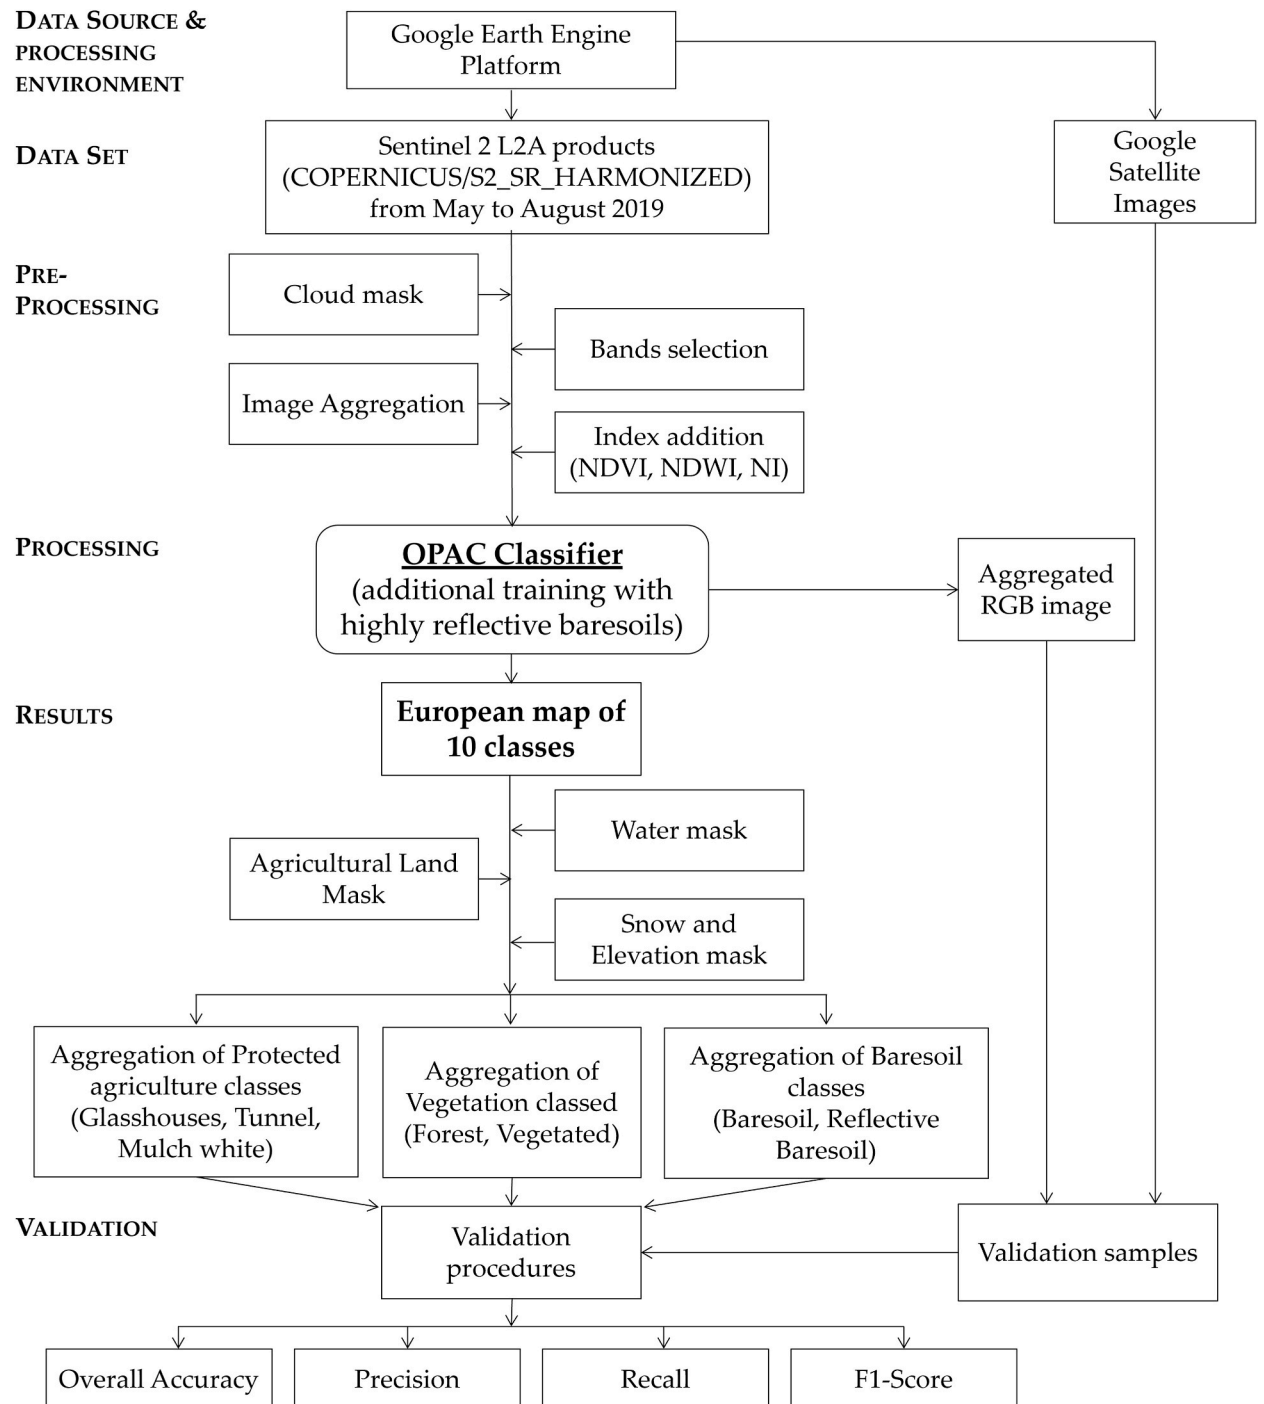 DATA SOURCE &
PROCESSING
ENVIRONMENT
Google Earth Engine
Platform
DATA SET
Sentinel 2 L2A products
(COPERNICUS/S2_SR_HARMONIZED)
from May to August 2019
Google
Satellite
Images
PRE-
PROCESSING
Cloud mask
Bands selection
Image Aggregation
Index addition
(NDVI, NDWI, NI)
PROCESSING
OPAC Classifier
(additional training with
highly reflective baresoils)
Aggregated
RGB image
RESULTS
European map of
10 classes
Water mask
Agricultural Land
Mask
Snow and
Elevation mask
Aggregation of Protected
agriculture classes
(Glasshouses, Tunnel,
Mulch white)
Aggregation of
Vegetation classed
(Forest, Vegetated)
Aggregation of Baresoil
classes
(Baresoil, Reflective
Baresoil)
VALIDATION
Validation
procedures
Validation samples
Overall Accuracy
Precision
Recall
F1-Score